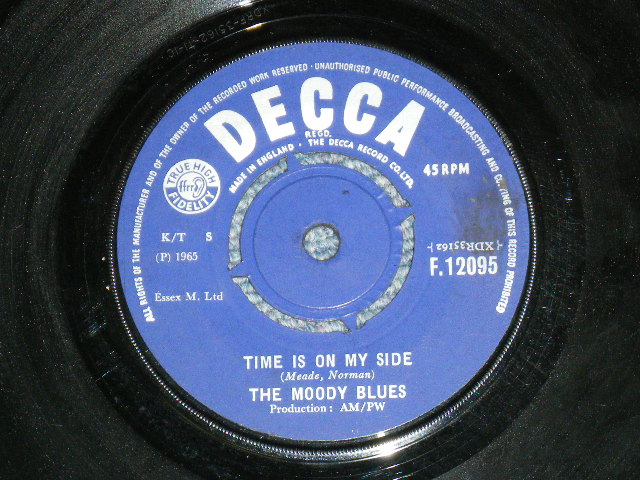 ALL RIGHTS OF THE MANUFACTURER AND OF THE OWNER OF THE RECORDED WORK RESERVED · UNAUTHORISED PUBLIC PERFORMANCE BROADCASTING AND CO ING OF THIS RECORD PROHIBITED
DECCA
REGD.
MADE IN ENGLAND · THE DECCA RECORD CO. LTD.
45 RPM
TRUE HIGH
ffrr
FIDELITY
K/T S
(P) 1965
Essex M. Ltd
XDR35162
F.12095
TIME IS ON MY SIDE
(Meade, Norman)
THE MOODY BLUES
Production : AM/PW